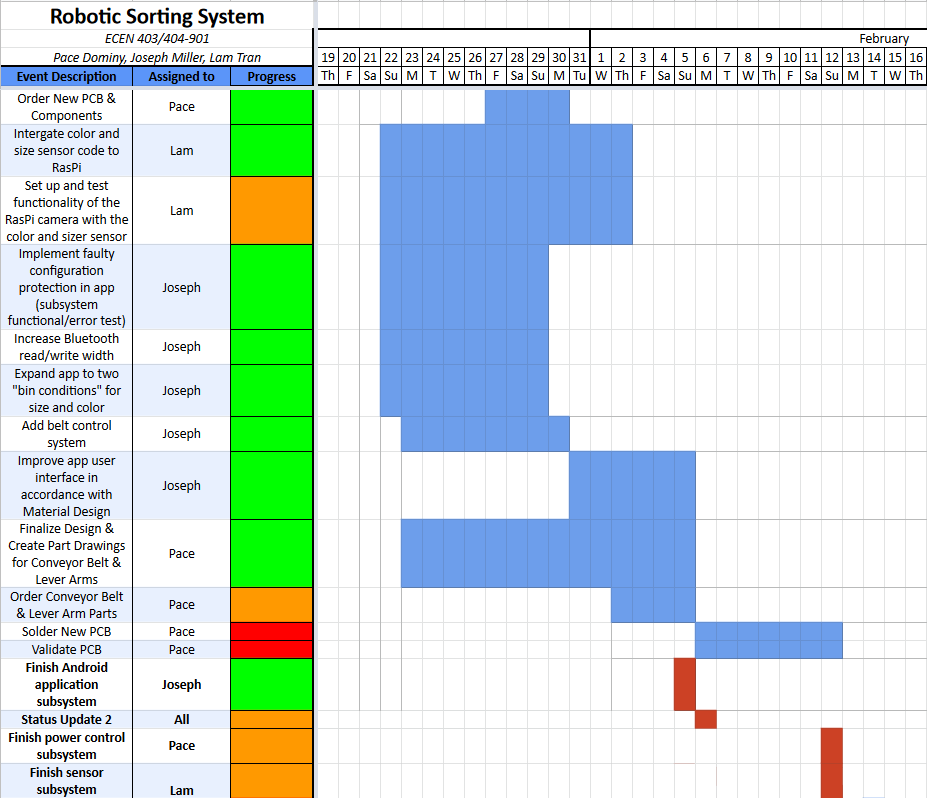 Robotic Sorting System
ECEN 403/404-901
February
Pace Dominy, Joseph Miller, Lam Tran
19 20 21 22 23 24 25 26 27 28 29 30 31 1 2 3 4 5 6 7 8 9 10 11 12 13 14 15 16
Event Description Assigned to Progress
Th F Sa Su M T W Th F Sa Su M Tu W Th F Sa Su M T W Th F Sa Su M T W Th
Order New PCB &
Components
Pace
Intergate color and
size sensor code to
RasPi
Lam
Set up and test
functionality of the
RasPi camera with the
color and sizer sensor
Lam
Implement faulty
configuration
protection in app
(subsystem
functional/error test)
Joseph
Increase Bluetooth
read/write width
Joseph
Expand app to two
"bin conditions" for
size and color
Joseph
Add belt control
system
Joseph
Improve app user
interface in
accordance with
Material Design
Joseph
Finalize Design &
Create Part Drawings
for Conveyor Belt &
Lever Arms
Pace
Order Conveyor Belt
& Lever Arm Parts
Pace
Solder New PCB Pace
Validate PCB Pace
Finish Android
application
subsystem
Joseph
Status Update 2 All
Finish power control
subsystem
Pace
Finish sensor
subsystem
Lam